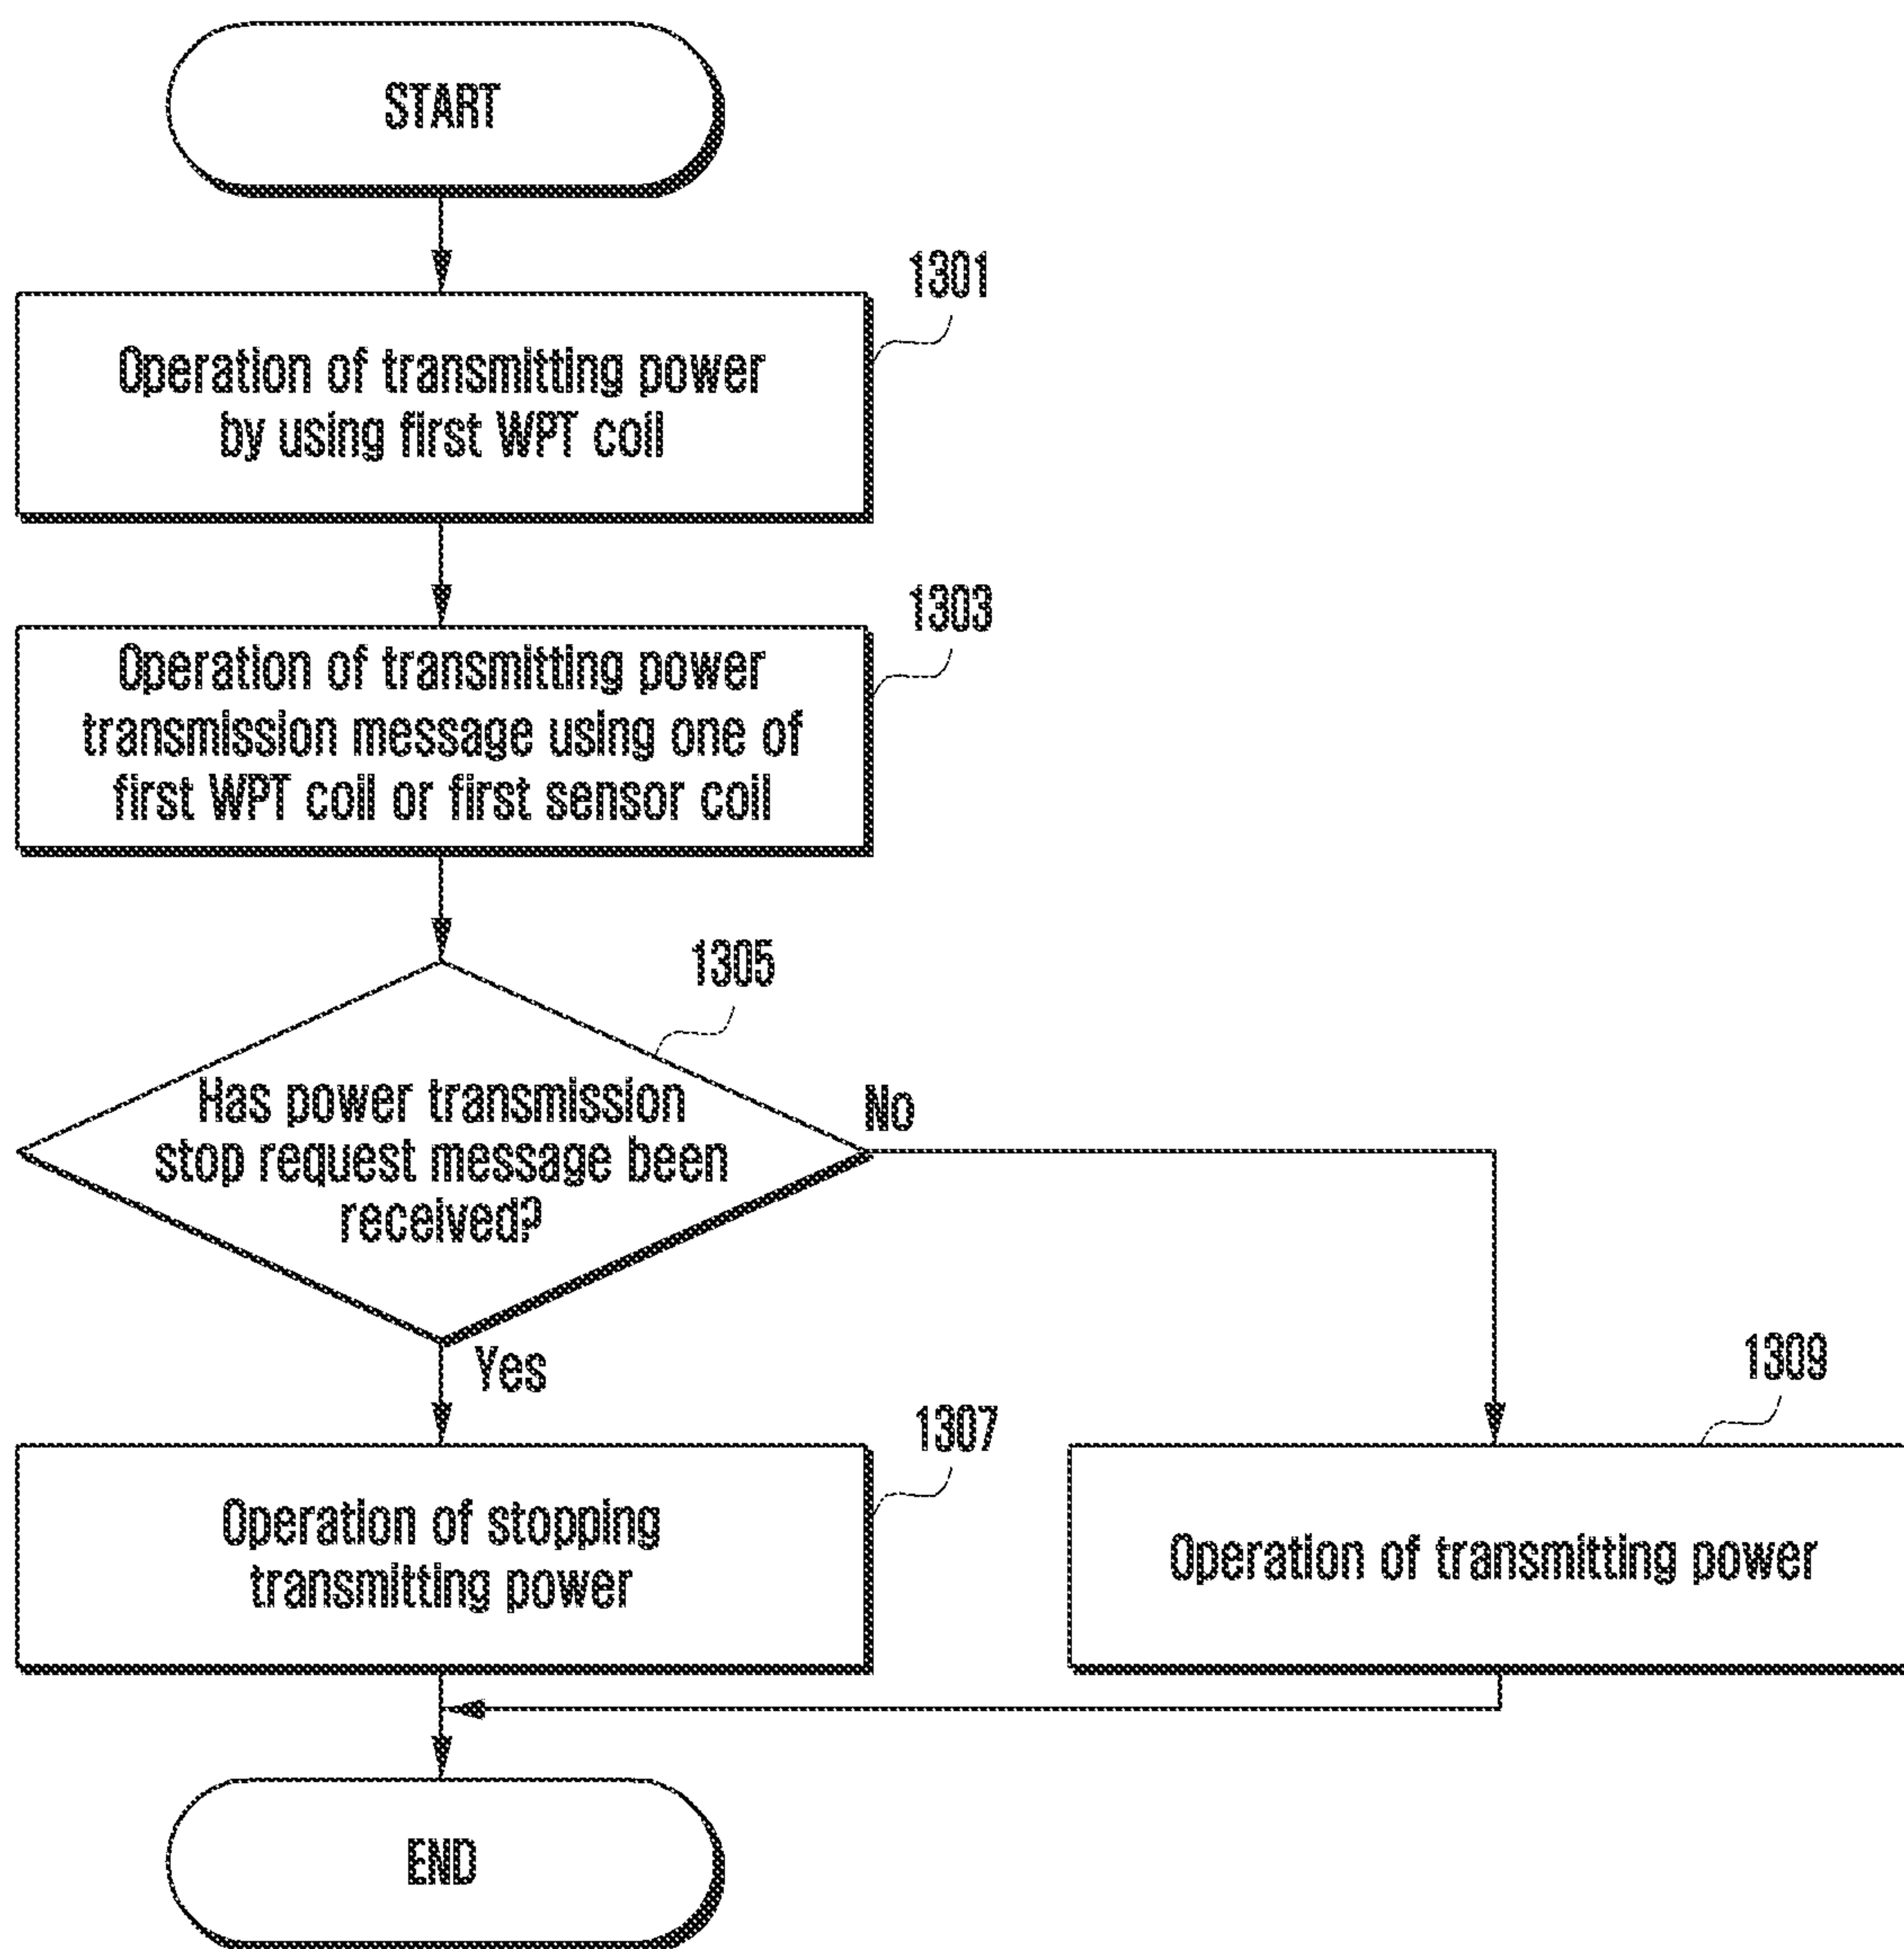 START
1301
Operation of transmitting power
by using first WPT coil
1303
Operation of transmitting power
transmission message using one of
first WPT coil or first sensor coil
1305
Has power transmission
stop request message been
received?
No
Yes
1307
Operation of stopping
transmitting power
1309
Operation of transmitting power
END